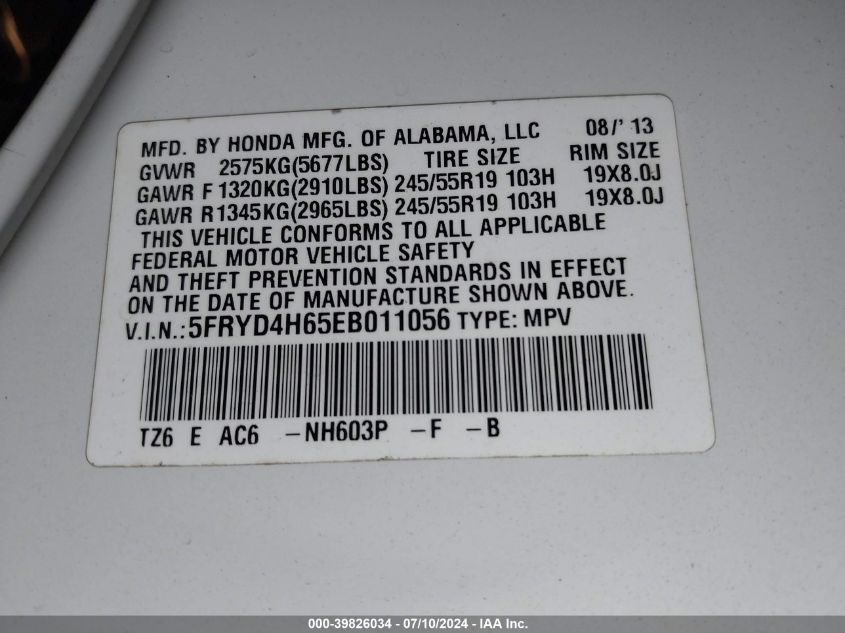 MFD. BY HONDA MFG. OF ALABAMA, LLC 08/' 13
GVWR 2575KG(5677LBS) TIRE SIZE RIM SIZE
GAWR F 1320KG(2910LBS) 245/55R19 103H 19X8.0J
GAWR R 1345KG(2965LBS) 245/55R19 103H 19X8.0J
THIS VEHICLE CONFORMS TO ALL APPLICABLE
FEDERAL MOTOR VEHICLE SAFETY
AND THEFT PREVENTION STANDARDS IN EFFECT
ON THE DATE OF MANUFACTURE SHOWN ABOVE.
V.I.N.: 5FRYD4H65EB011056 TYPE: MPV
TZ6 E AC6 -NH603P -F -B
000-39826034 - 07/10/2024 - IAA Inc.